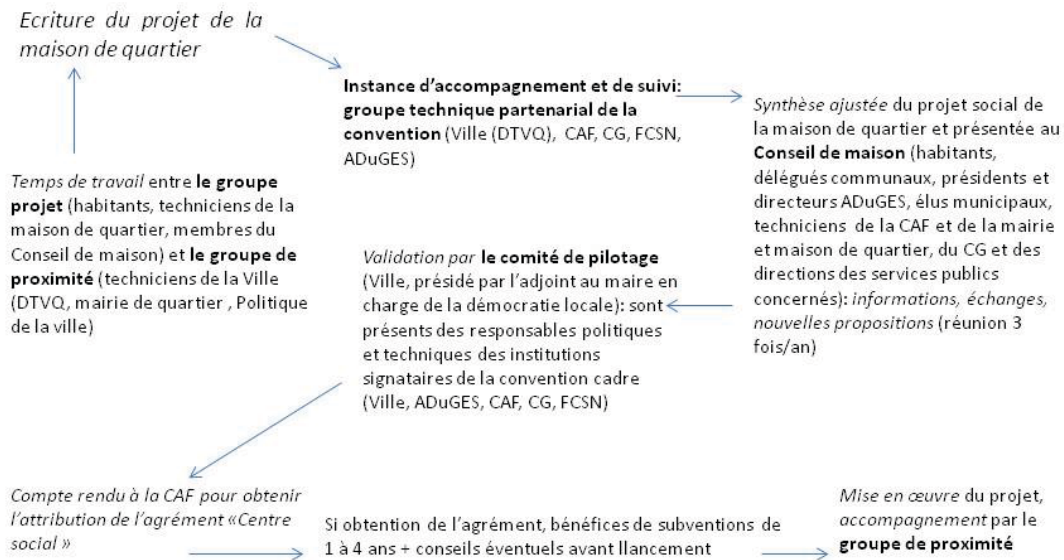 Ecriture du projet de la
maison de quartier
Instance d'accompagnement et de suivi:
groupe technique partenarial de la
convention (Ville (DTVQ), CAF, CG, FCSN,
ADuGES)
Synthèse ajustée du projet social de
la maison de quartier et présentée au
Conseil de maison (habitants,
délégués communaux, présidents et
directeurs ADuGES, élus municipaux,
techniciens de la CAF et de la mairie
et maison de quartier, du CG et des
directions des services publics
concernés): informations, échanges,
nouvelles propositions (réunion 3
fois/an)
Temps de travail entre le groupe
projet (habitants, techniciens de la
maison de quartier, membres du
Conseil de maison) et le groupe de
proximité (techniciens de la Ville
(DTVQ, mairie de quartier , Politique
de la ville)
Validation par le comité de pilotage
(Ville, présidé par l'adjoint au maire en
charge de la démocratie locale): sont
présents des responsables politiques
et techniques des institutions
signataires de la convention cadre
(Ville, ADuGES, CAF, CG, FCSN)
Compte rendu à la CAF pour obtenir
l'attribution de l'agrément «Centre
social »
Si obtention de l'agrément, bénéfices de subventions de
1 à 4 ans + conseils éventuels avant llancement
Mise en œuvre du projet,
accompagnement par le
groupe de proximité